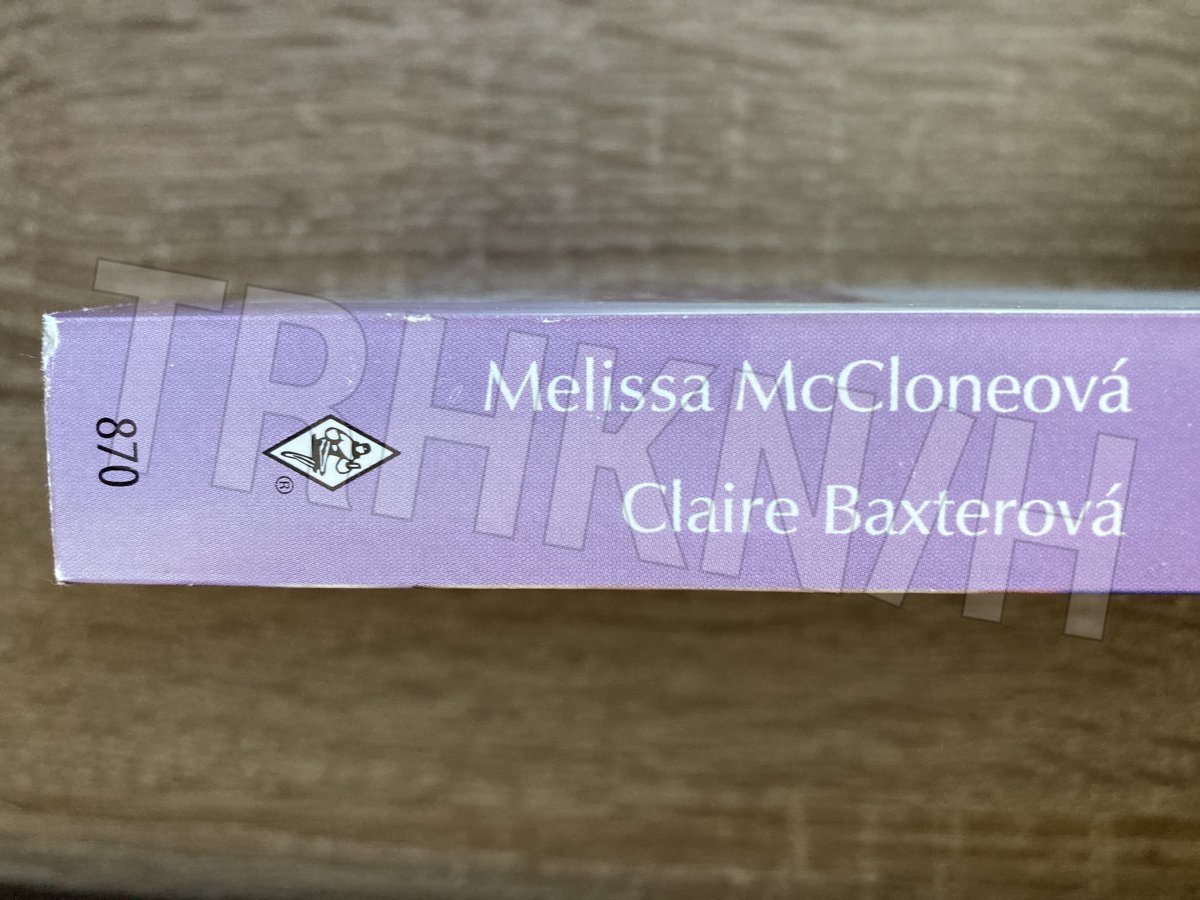 870
®
Melissa McCloneová
Claire Baxterová
TRHKNIH